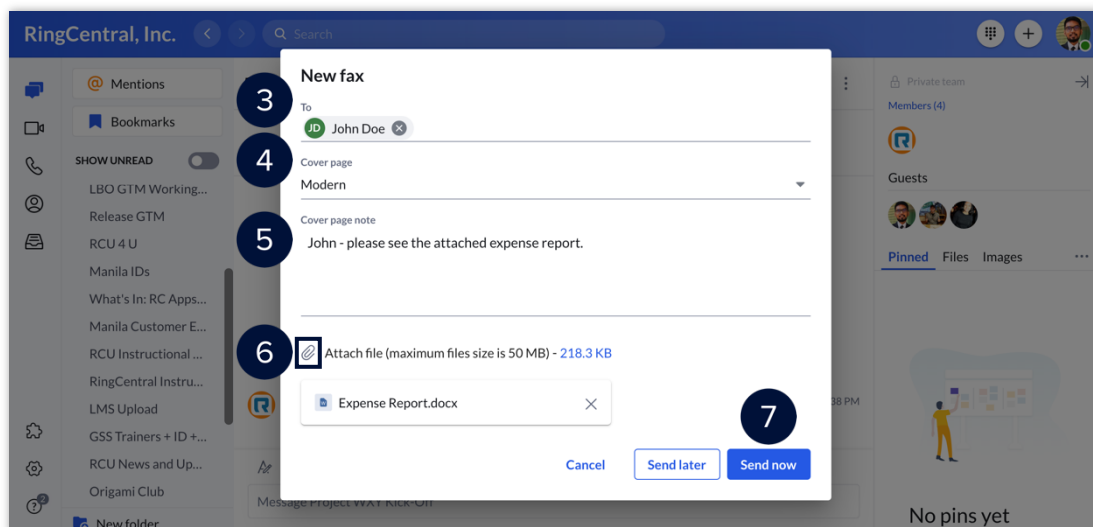 RingCentral, Inc.
Search
Mentions
Bookmarks
SHOW UNREAD
LBO GTM Working...
Release GTM
RCU 4 U
Manila IDs
What's In: RC Apps...
Manila Customer E...
RCU Instructional ...
RingCentral Instru...
LMS Upload
GSS Trainers + ID +...
RCU News and Up...
Origami Club
New folder
2
New fax
3
To
JD John Doe
4
Cover page
Modern
5
Cover page note
John - please see the attached expense report.
6
Attach file (maximum files size is 50 MB) - 218.3 KB
Expense Report.docx
7
Cancel
Send later
Send now
38 PM
Message Project WXY Kick-Off
Private team
Members (4)
Guests
Pinned Files Images
No pins yet